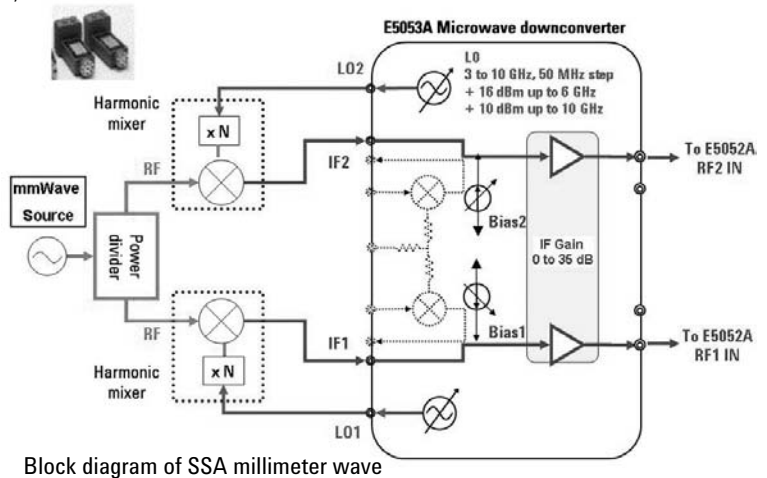 E5053A Microwave downconverter
LO2
LO
3 to 10 GHz, 50 MHz step
+ 16 dBm up to 6 GHz
+ 10 dBm up to 10 GHz
Harmonic
mixer
x N
RF
IF2
To E5052A
RF2 IN
mmWave
Source
Power
divider
Bias2
IF Gain
0 to 35 dB
RF
IF1
Bias1
To E5052A
RF1 IN
Harmonic
mixer
x N
LO1
Block diagram of SSA millimeter wave